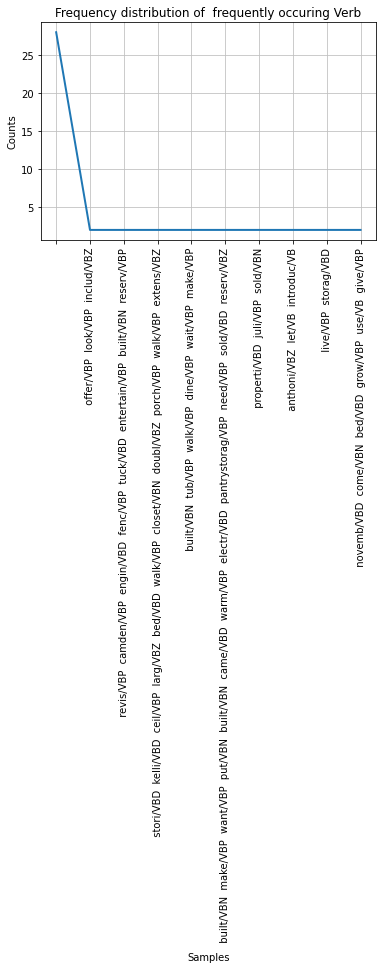 Frequency distribution of  frequently occuring Verb
25
20
15
10
5
Counts
offer/VBP  look/VBP  includ/VBZ
revis/VBP  camden/VBP  engin/VBD  fenc/VBP  tuck/VBD  entertain/VBP  built/VBN  reserv/VBP
stori/VBD  kelli/VBD  ceil/VBP  larg/VBZ  bed/VBD  walk/VBP  closet/VBN  doubl/VBZ  porch/VBP  walk/VBP  extens/VBZ
built/VBN  tub/VBP  walk/VBP  dine/VBP  wait/VBP  make/VBP
built/VBN  make/VBP  want/VBP  put/VBN  built/VBN  came/VBD  warm/VBP  electr/VBD  pantrystorag/VBP  need/VBP  sold/VBD  reserv/VBZ
properti/VBD  juli/VBP  sold/VBN
anthoni/VBZ  let/VB  introduc/VB
live/VBP  storag/VBD
novemb/VBD  come/VBN  bed/VBD  grow/VBP  use/VB  give/VBP
Samples